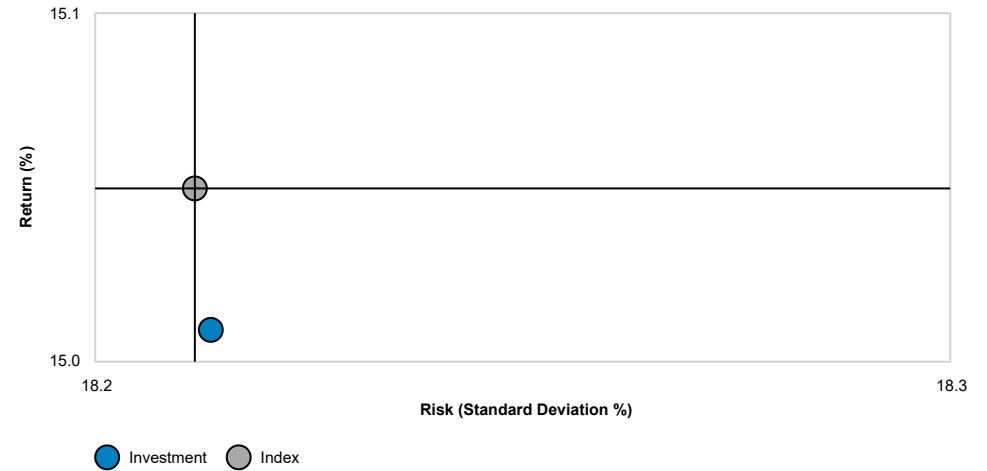 15.1
Return (%)
15.0
18.2
18.3
Risk (Standard Deviation %)
Investment
Index